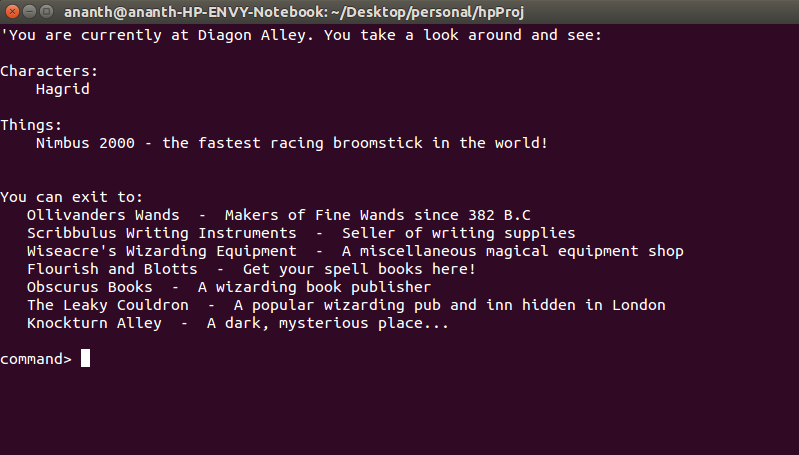 ananth@ananth-HP-ENVY-Notebook: ~/Desktop/personal/hpProj
'You are currently at Diagon Alley. You take a look around and see:
Characters:
Hagrid
Things:
Nimbus 2000 - the fastest racing broomstick in the world!
You can exit to:
Ollivanders Wands  -  Makers of Fine Wands since 382 B.C
Scribbulus Writing Instruments  -  Seller of writing supplies
Wiseacre's Wizarding Equipment  -  A miscellaneous magical equipment shop
Flourish and Blotts  -  Get your spell books here!
Obscurus Books  -  A wizarding book publisher
The Leaky Couldron  -  A popular wizarding pub and inn hidden in London
Knockturn Alley  -  A dark, mysterious place...
command>